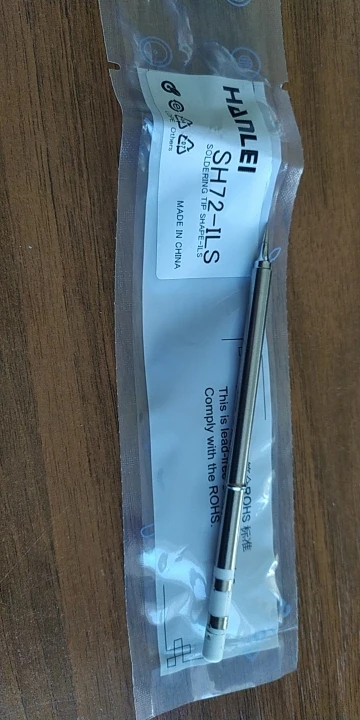 HANLEI
SH72-ILS
SOLDERING TIP SHAPE-ILS
MADE IN CHINA
Others
This is lead-free
Comply with the ROHS.
ROHS 标准